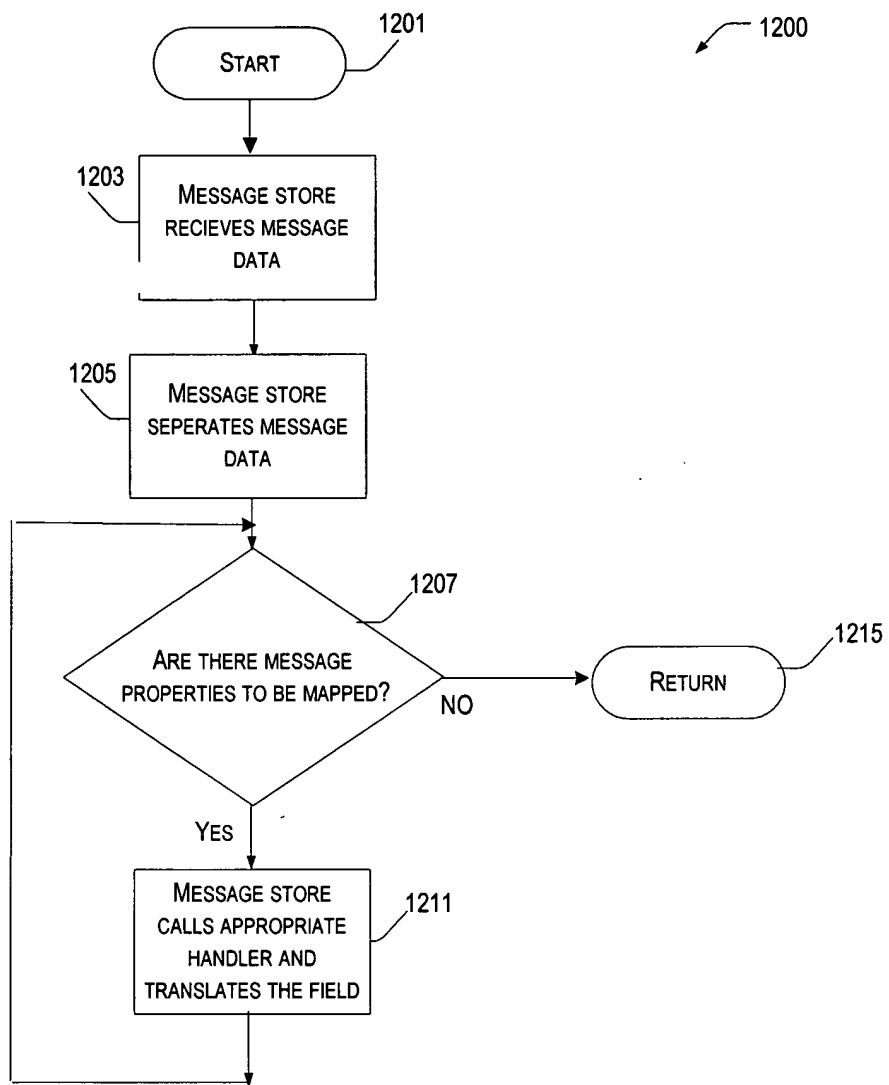 1201
1200
START
1203
MESSAGE STORE
RECIEVES MESSAGE
DATA
1205
MESSAGE STORE
SEPERATES MESSAGE
DATA
1207
ARE THERE MESSAGE
PROPERTIES TO BE MAPPED?
NO
1215
RETURN
YES
1211
MESSAGE STORE
CALLS APPROPRIATE
HANDLER AND
TRANSLATES THE FIELD